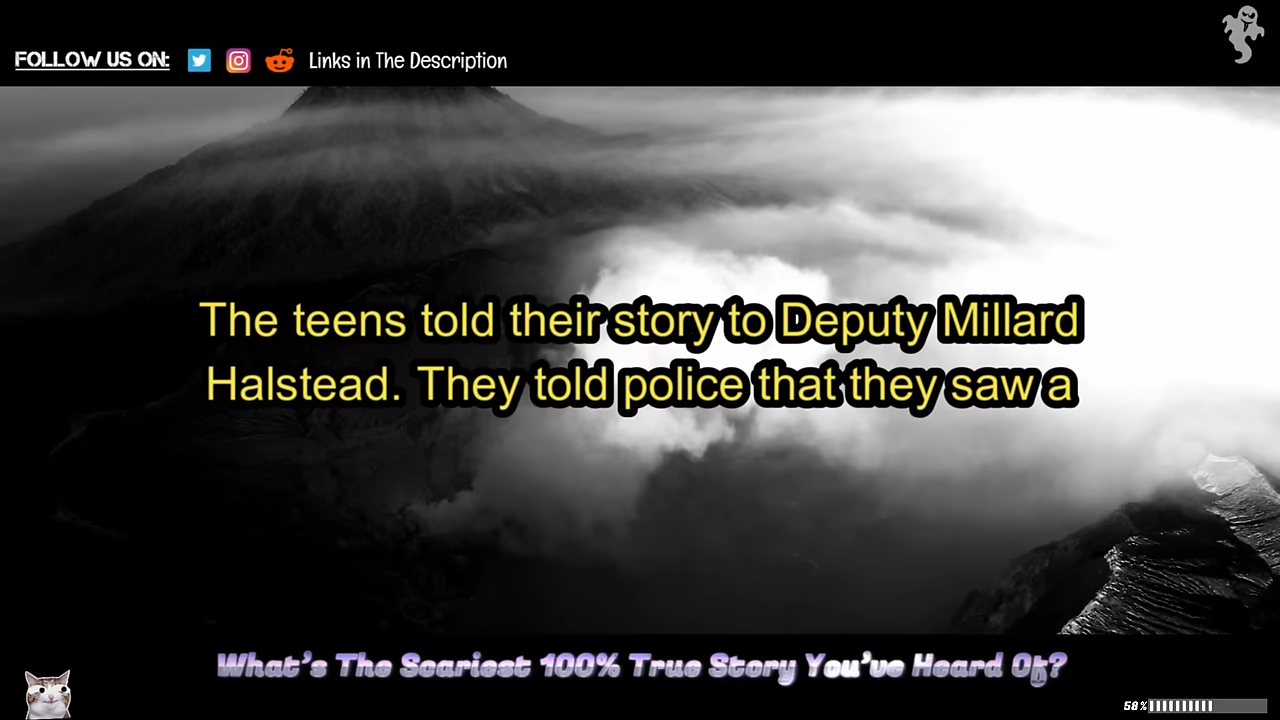 FOLLOW US ON:
Links in The Description
The teens told their story to Deputy Millard
Halstead. They told police that they saw a
What's The Scariest 100% True Story You've Heard Of?
58%